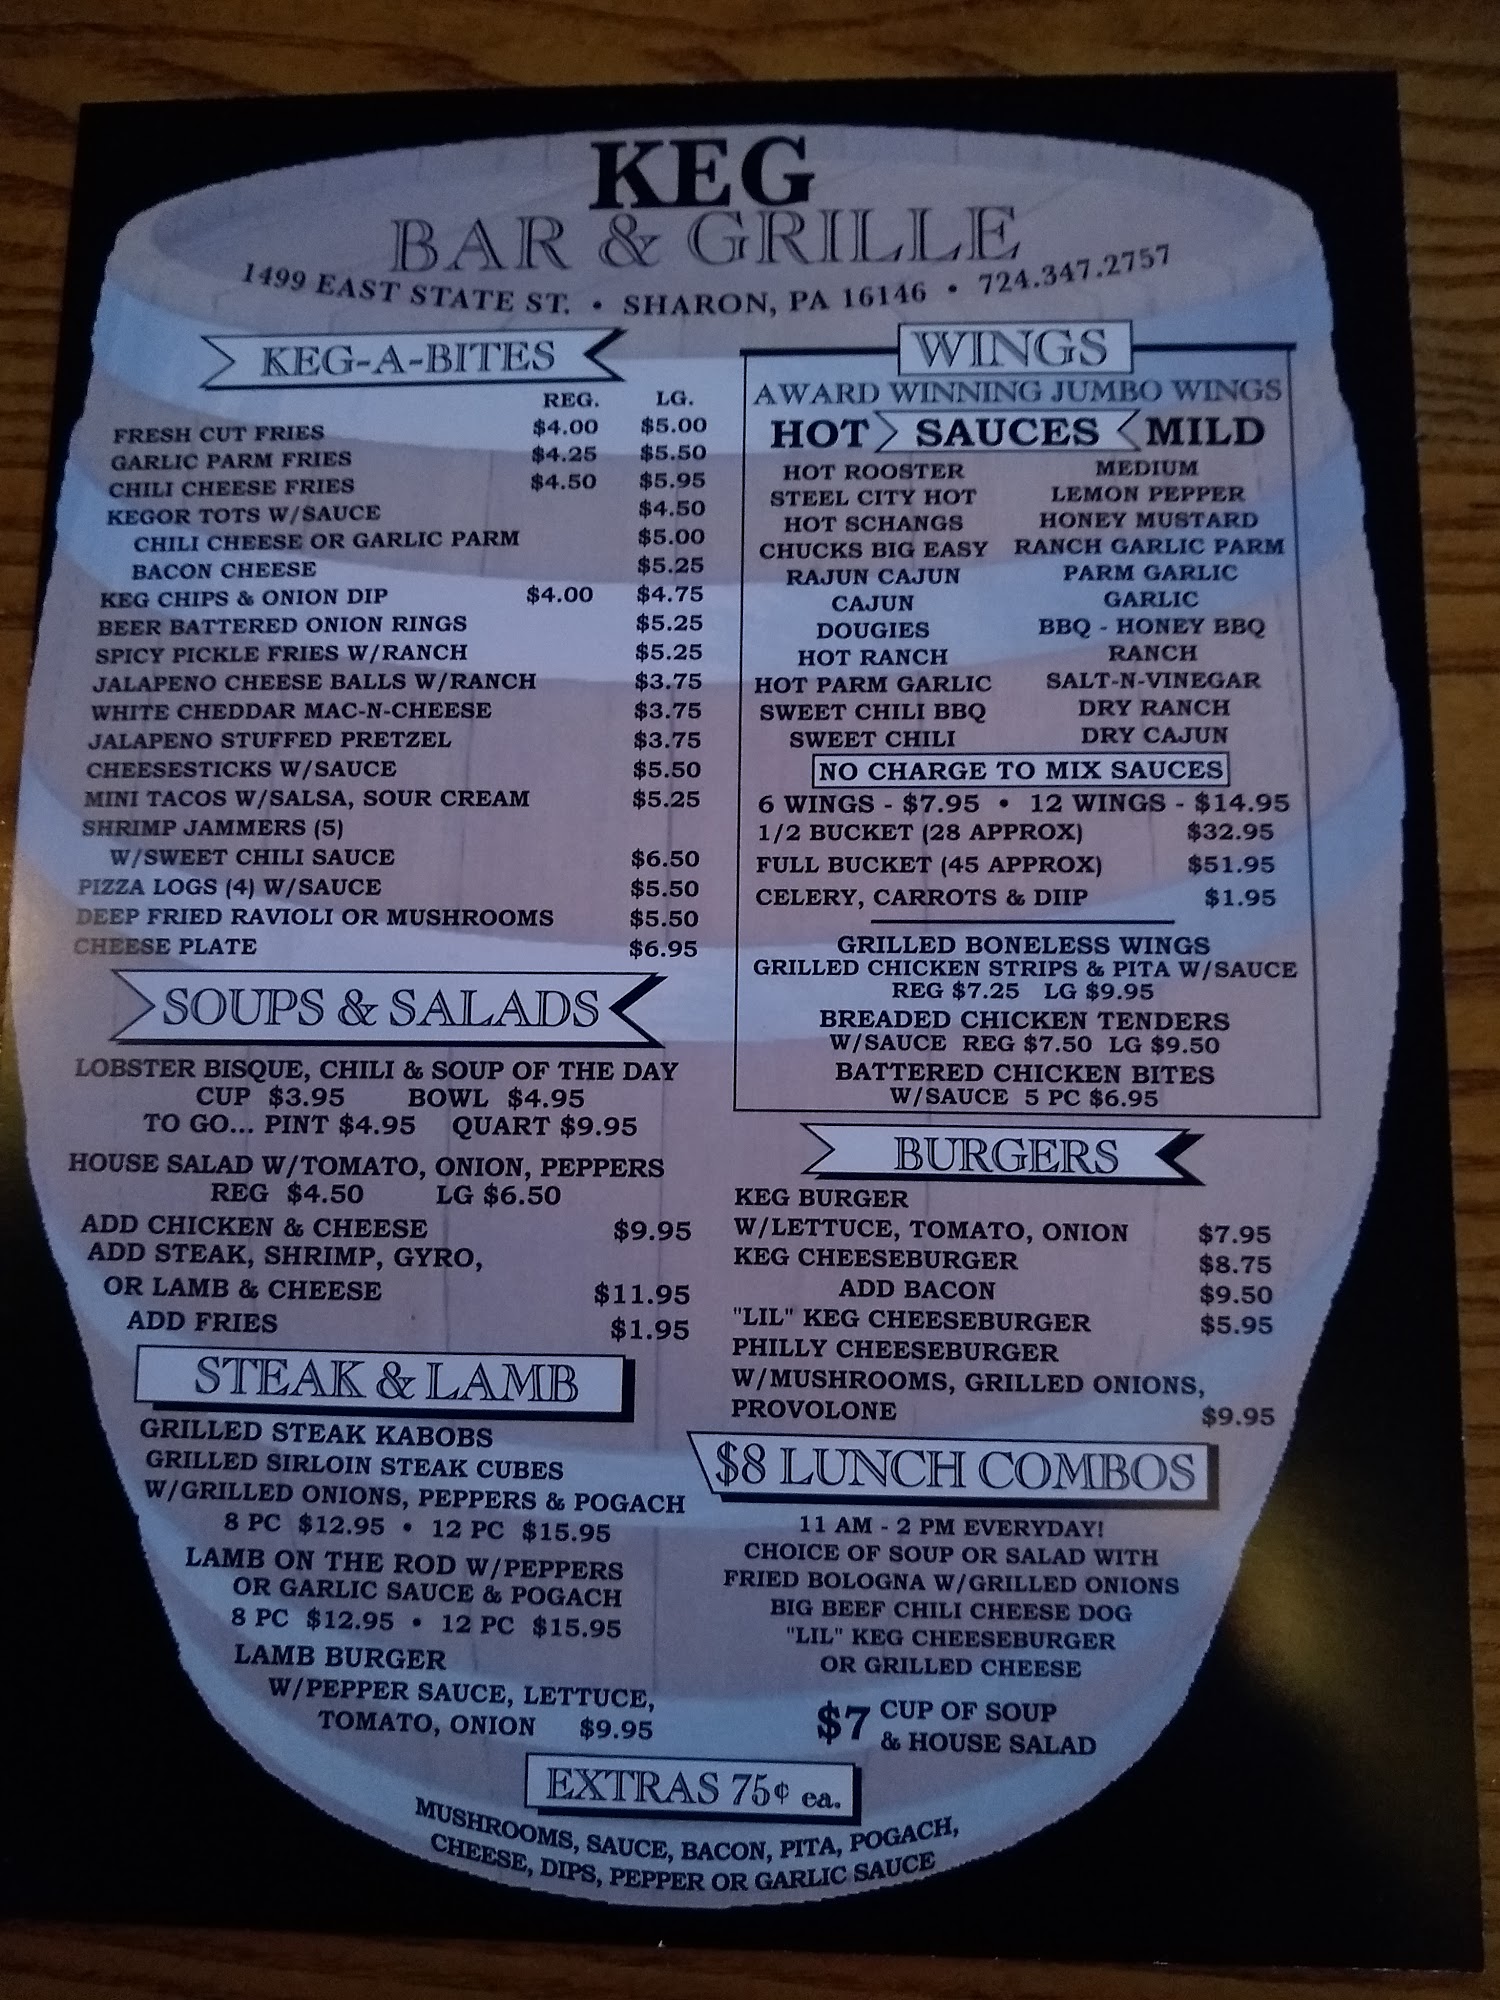 KEG
BAR & GRILLE
1499 EAST STATE ST. • SHARON, PA 16146 • 724.347.2757
KEG-A-BITES
REG. LG.
FRESH CUT FRIES $4.00 $5.00
GARLIC PARM FRIES $4.25 $5.50
CHILI CHEESE FRIES $4.50 $5.95
KEGOR TOTS W/SAUCE $4.50
CHILI CHEESE OR GARLIC PARM $5.00
BACON CHEESE $5.25
KEG CHIPS & ONION DIP $4.00 $4.75
BEER BATTERED ONION RINGS $5.25
SPICY PICKLE FRIES W/RANCH $5.25
JALAPENO CHEESE BALLS W/RANCH $3.75
WHITE CHEDDAR MAC-N-CHEESE $3.75
JALAPENO STUFFED PRETZEL $3.75
CHEESESTICKS W/SAUCE $5.50
MINI TACOS W/SALSA, SOUR CREAM $5.25
SHRIMP JAMMERS (5)
W/SWEET CHILI SAUCE $6.50
PIZZA LOGS (4) W/SAUCE $5.50
DEEP FRIED RAVIOLI OR MUSHROOMS $5.50
CHEESE PLATE $6.95
SOUPS & SALADS
LOBSTER BISQUE, CHILI & SOUP OF THE DAY
CUP $3.95 BOWL $4.95
TO GO... PINT $4.95 QUART $9.95
HOUSE SALAD W/TOMATO, ONION, PEPPERS
REG $4.50 LG $6.50
ADD CHICKEN & CHEESE $9.95
ADD STEAK, SHRIMP, GYRO,
OR LAMB & CHEESE $11.95
ADD FRIES $1.95
STEAK & LAMB
GRILLED STEAK KABOBS
GRILLED SIRLOIN STEAK CUBES
W/GRILLED ONIONS, PEPPERS & POGACH
8 PC $12.95 • 12 PC $15.95
LAMB ON THE ROD W/PEPPERS
OR GARLIC SAUCE & POGACH
8 PC $12.95 • 12 PC $15.95
LAMB BURGER
W/PEPPER SAUCE, LETTUCE,
TOMATO, ONION $9.95
WINGS
AWARD WINNING JUMBO WINGS
HOT SAUCES MILD
HOT ROOSTER MEDIUM
STEEL CITY HOT LEMON PEPPER
HOT SCHANGS HONEY MUSTARD
CHUCKS BIG EASY RANCH GARLIC PARM
RAJUN CAJUN PARM GARLIC
CAJUN GARLIC
DOUGIES BBQ - HONEY BBQ
HOT RANCH RANCH
HOT PARM GARLIC SALT-N-VINEGAR
SWEET CHILI BBQ DRY RANCH
SWEET CHILI DRY CAJUN
NO CHARGE TO MIX SAUCES
6 WINGS - $7.95 • 12 WINGS - $14.95
1/2 BUCKET (28 APPROX) $32.95
FULL BUCKET (45 APPROX) $51.95
CELERY, CARROTS & DIIP $1.95
GRILLED BONELESS WINGS
GRILLED CHICKEN STRIPS & PITA W/SAUCE
REG $7.25 LG $9.95
BREADED CHICKEN TENDERS
W/SAUCE REG $7.50 LG $9.50
BATTERED CHICKEN BITES
W/SAUCE 5 PC $6.95
BURGERS
KEG BURGER
W/LETTUCE, TOMATO, ONION $7.95
KEG CHEESEBURGER $8.75
ADD BACON $9.50
"LIL" KEG CHEESEBURGER $5.95
PHILLY CHEESEBURGER
W/MUSHROOMS, GRILLED ONIONS,
PROVOLONE $9.95
$8 LUNCH COMBOS
11 AM - 2 PM EVERYDAY!
CHOICE OF SOUP OR SALAD WITH
FRIED BOLOGNA W/GRILLED ONIONS
BIG BEEF CHILI CHEESE DOG
"LIL" KEG CHEESEBURGER
OR GRILLED CHEESE
$7 CUP OF SOUP
& HOUSE SALAD
EXTRAS 75¢ ea.
MUSHROOMS, SAUCE, BACON, PITA, POGACH,
CHEESE, DIPS, PEPPER OR GARLIC SAUCE